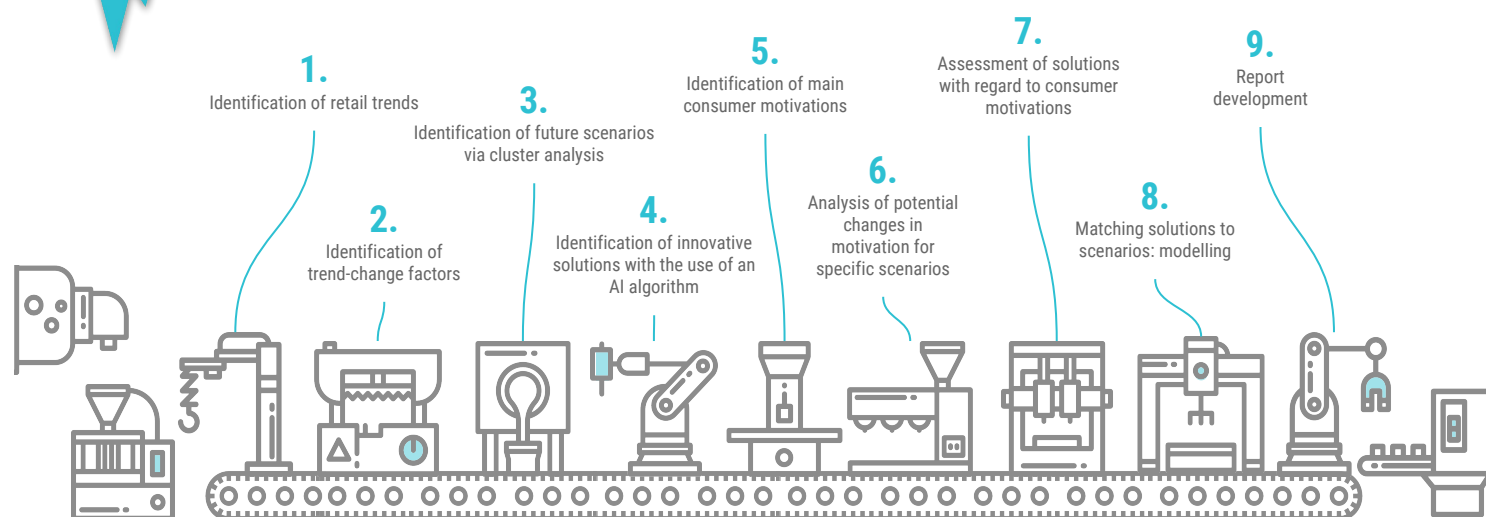 1.
Identification of retail trends
2.
Identification of
trend-change factors
3.
Identification of future scenarios
via cluster analysis
4.
Identification of innovative
solutions with the use of an
AI algorithm
5.
Identification of main
consumer motivations
6.
Analysis of potential
changes in
motivation for
specific scenarios
7.
Assessment of solutions
with regard to consumer
motivations
8.
Matching solutions to
scenarios: modelling
9.
Report
development